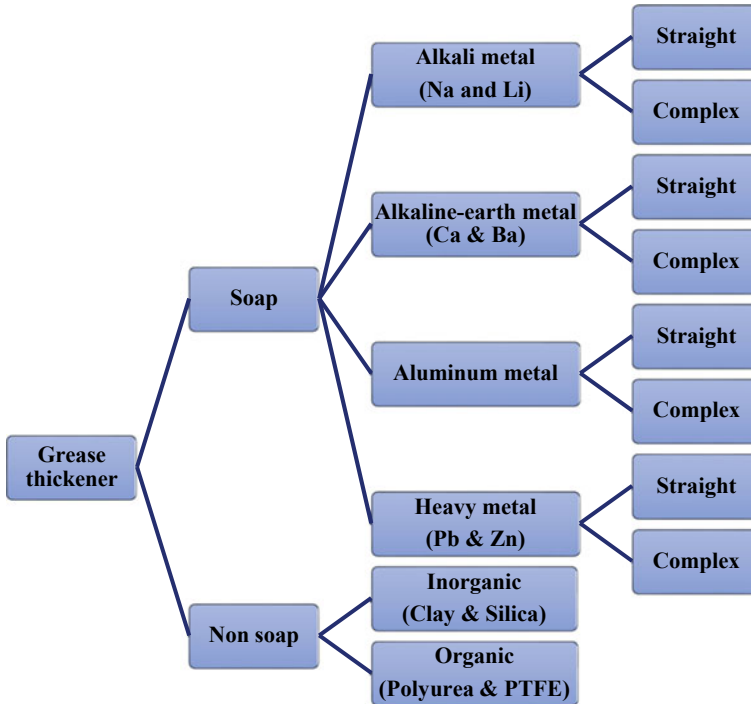 Grease
thickener
Soap
Non soap
Alkali metal
(Na and Li)
Alkaline-earth metal
(Ca & Ba)
Aluminum metal
Heavy metal
(Pb & Zn)
Inorganic
(Clay & Silica)
Organic
(Polyurea & PTFE)
Straight
Complex
Straight
Complex
Straight
Complex
Straight
Complex